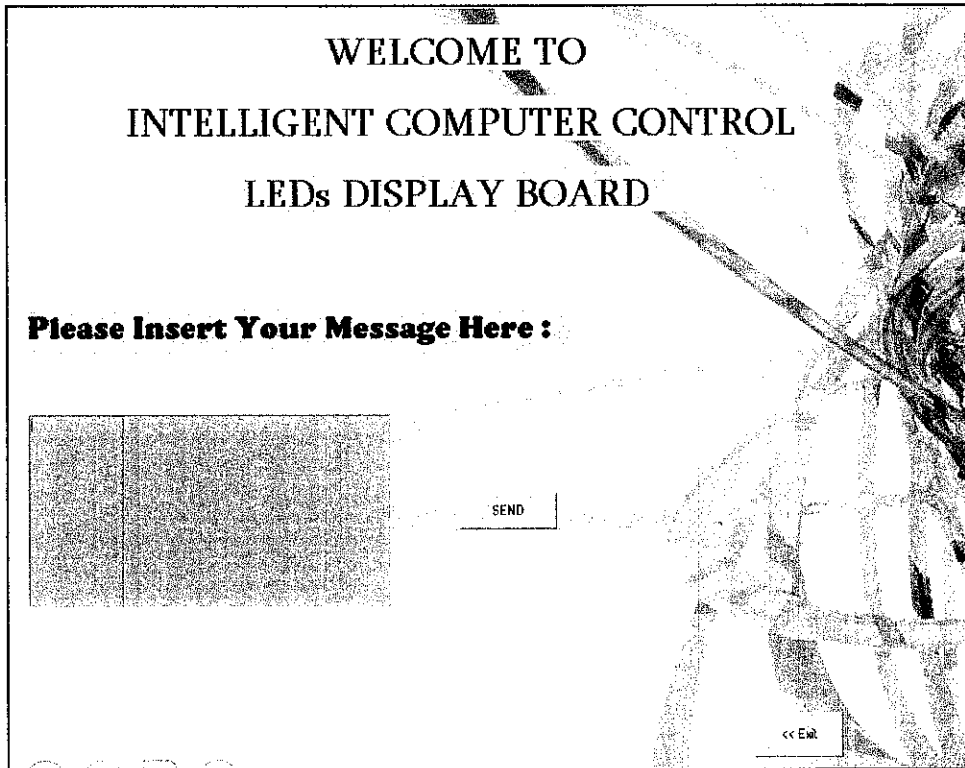 WELCOME TO
INTELLIGENT COMPUTER CONTROL
LEDs DISPLAY BOARD
Please Insert Your Message Here :
SEND
<< Exit